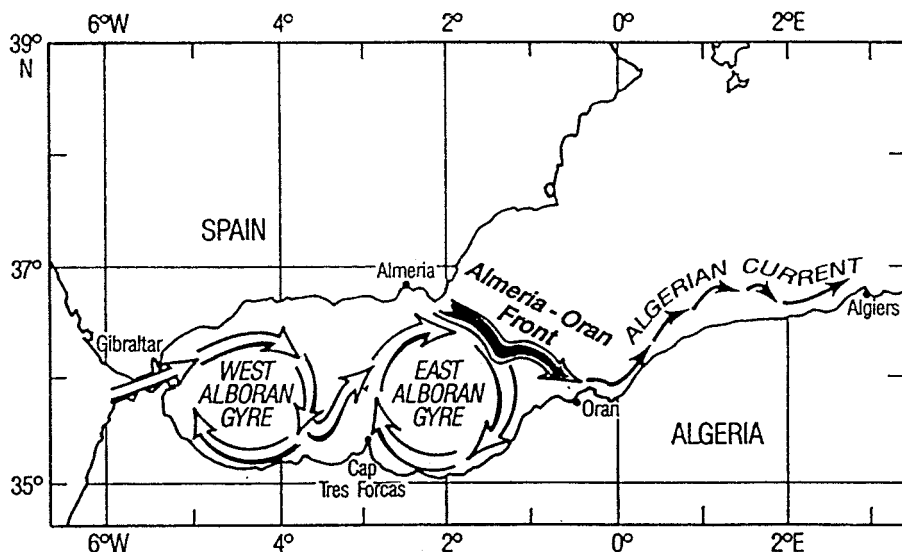 6°W 4° 2° 0° 2°E
39°
N
SPAIN
37°
Almeria
Almeria - Oran
Front
ALGERIAN CURRENT
Algiers
Gibraltar
WEST
ALBORAN
GYRE
EAST
ALBORAN
GYRE
Oran
ALGERIA
Cap
Tres Forcas
35°
6°W 4° 2° 0° 2°E